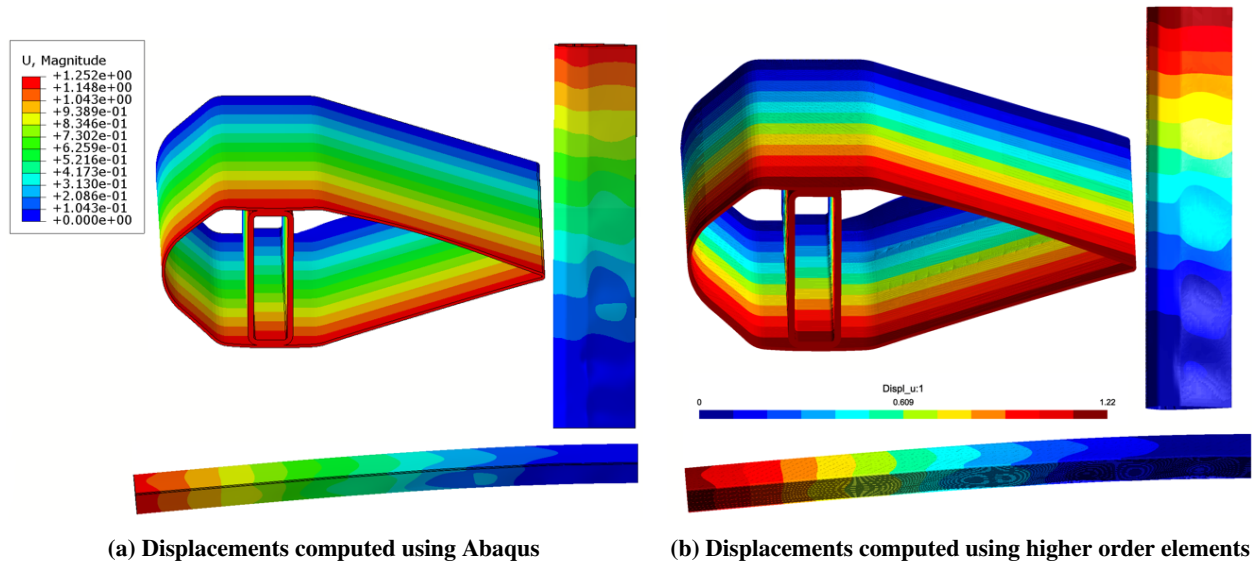 U, Magnitude
+1.252e+00
+1.148e+00
+1.043e+00
+9.389e-01
+8.346e-01
+7.302e-01
+6.259e-01
+5.216e-01
+4.173e-01
+3.130e-01
+2.086e-01
+1.043e-01
+0.000e+00
Displ_u:1
0 0.609 1.22
(a) Displacements computed using Abaqus
(b) Displacements computed using higher order elements